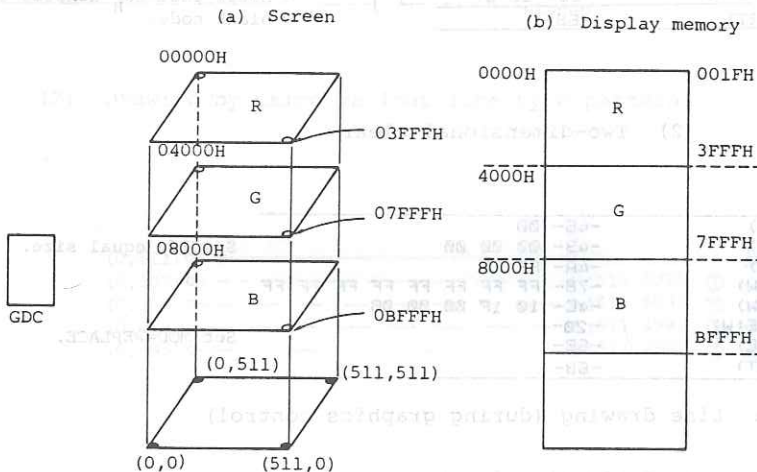 (a) Screen
00000H
R
03FFFH
04000H
G
07FFFH
08000H
B
0BFFFH
GDC
(0,511)
(511,511)
(0,0)
(511,0)
(b) Display memory
0000H
001FH
R
3FFFH
4000H
G
7FFFH
8000H
B
BFFFH